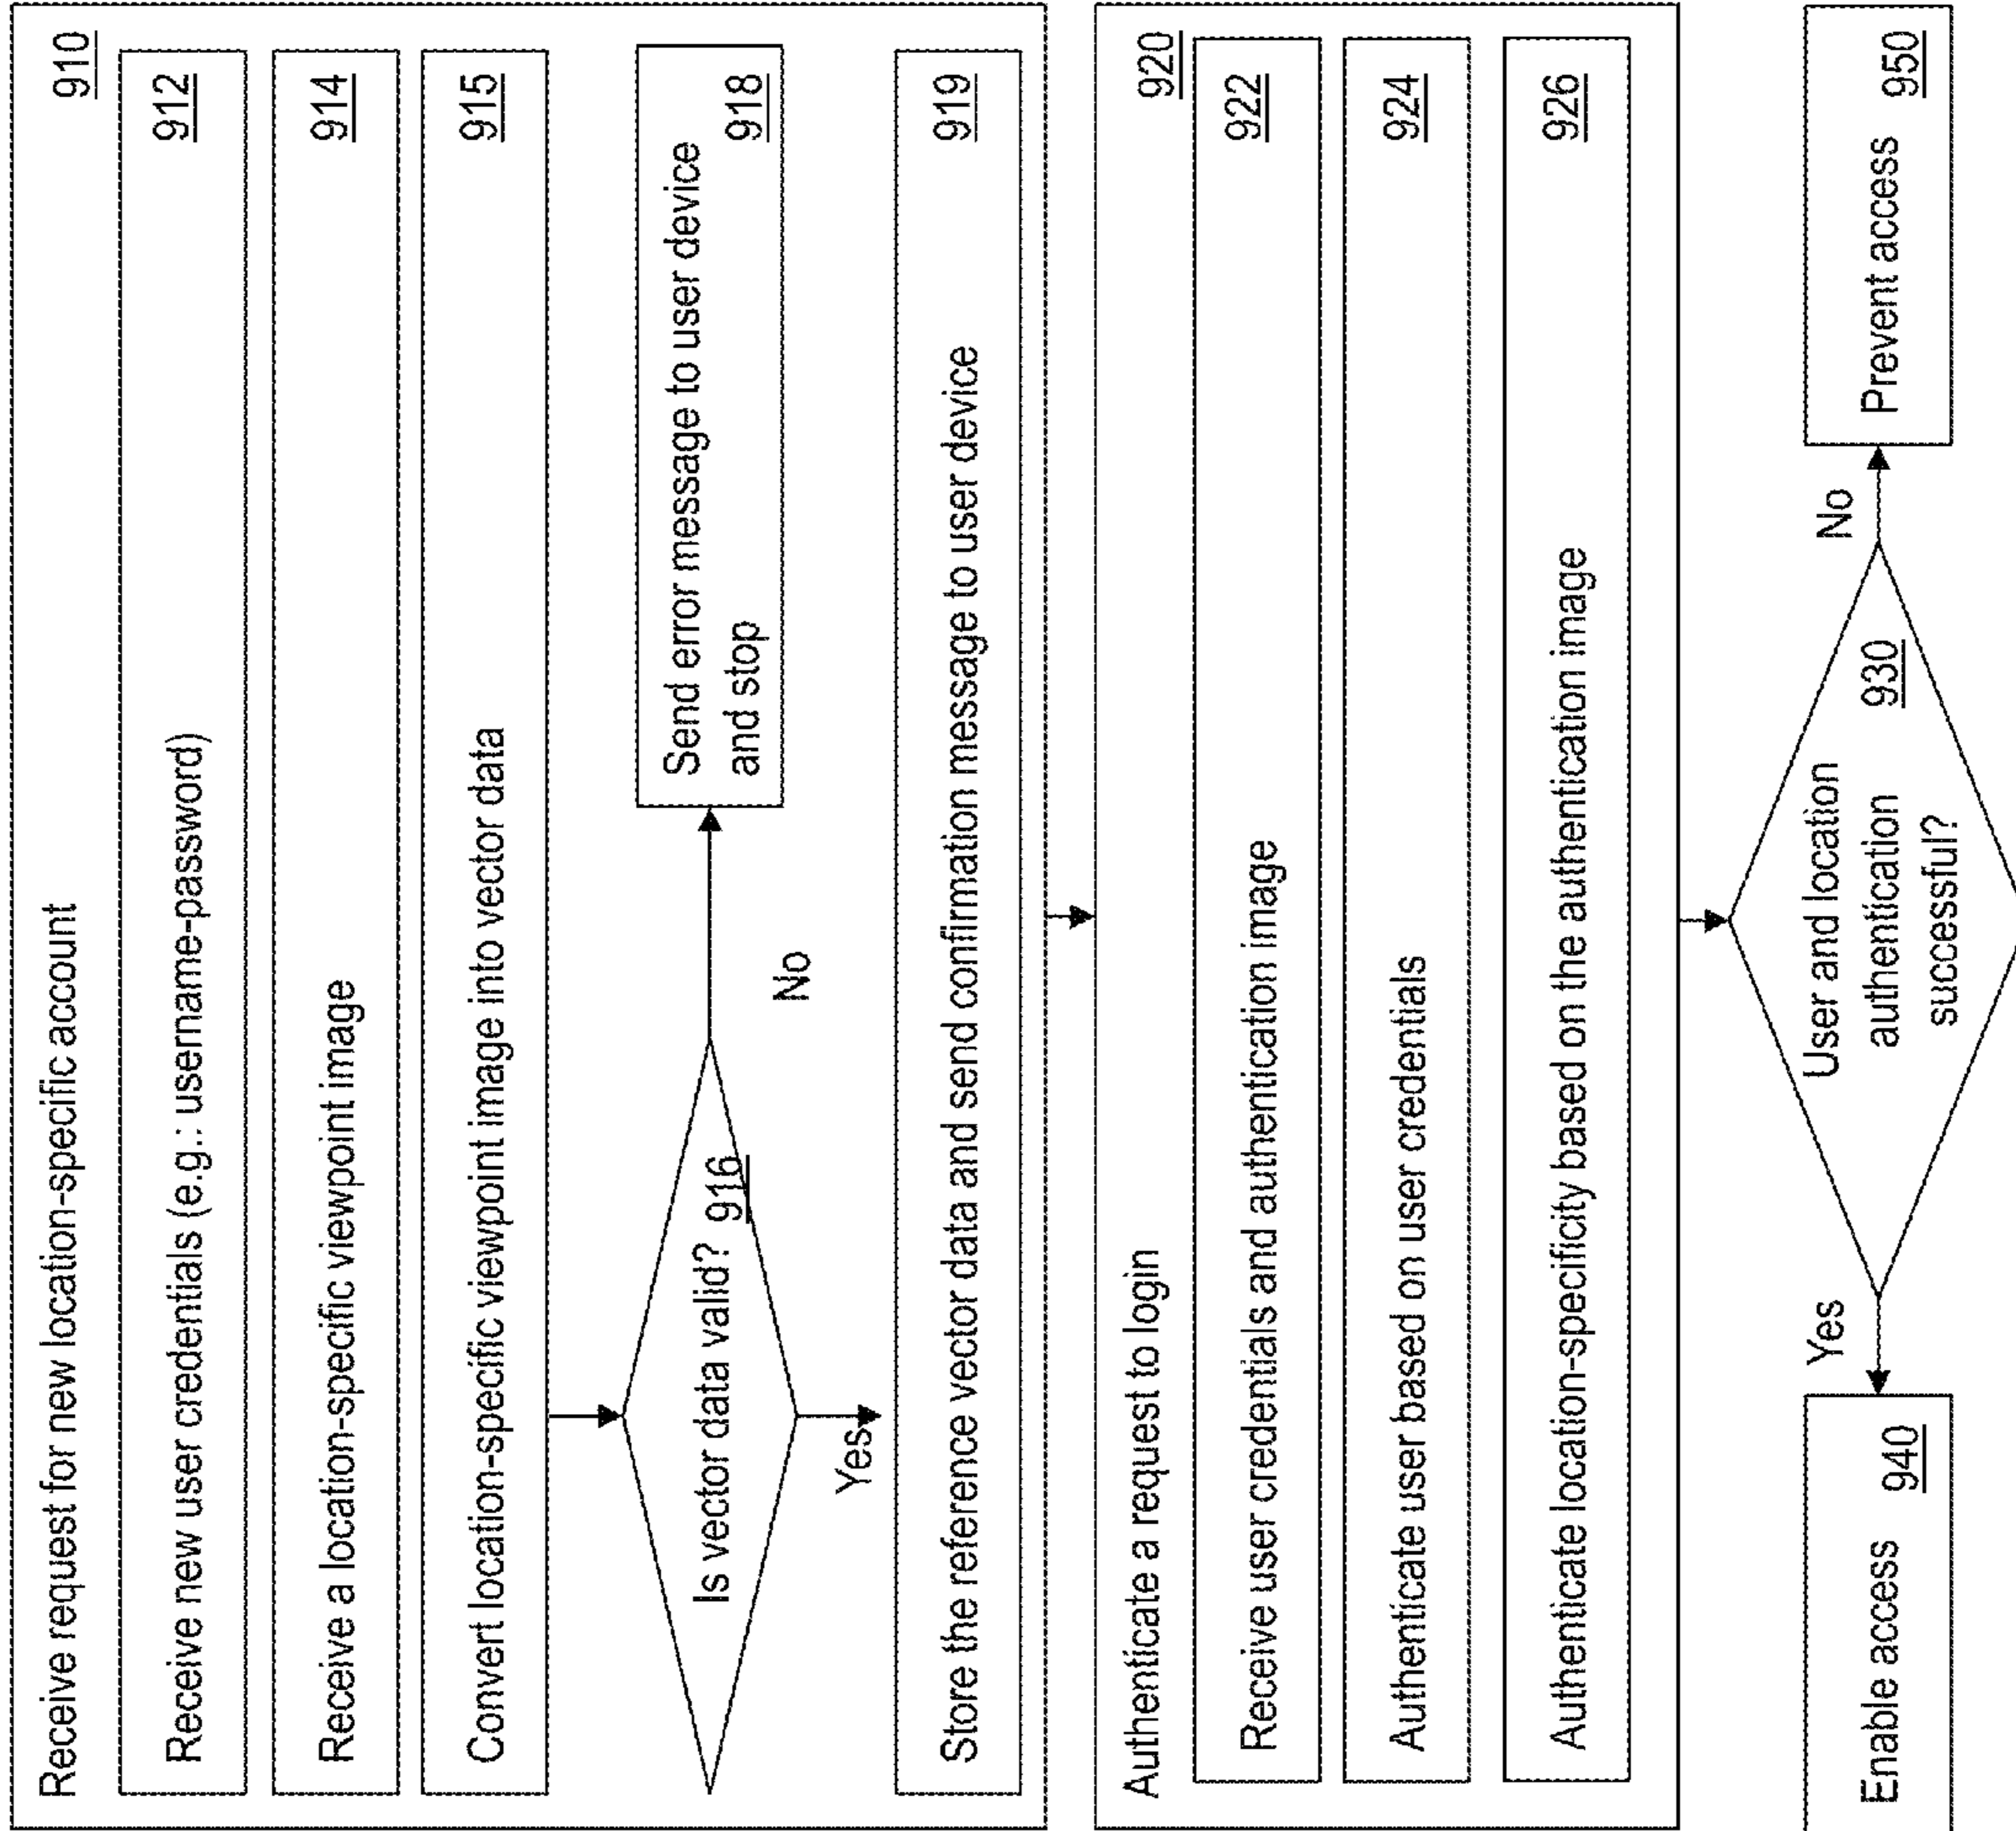 Receive request for new location-specific account 910
Receive new user credentials (e.g.: username-password) 912
Receive a location-specific viewpoint image 914
Convert location-specific viewpoint image into vector data 915
Is vector data valid? 916
No
Send error message to user device
and stop 918
Yes
Store the reference vector data and send confirmation message to user device 919
Authenticate a request to login 920
Receive user credentials and authentication image 922
Authenticate user based on user credentials 924
Authenticate location-specificity based on the authentication image 926
User and location
authentication 930
successful?
Yes
No
Enable access 940
Prevent access 950